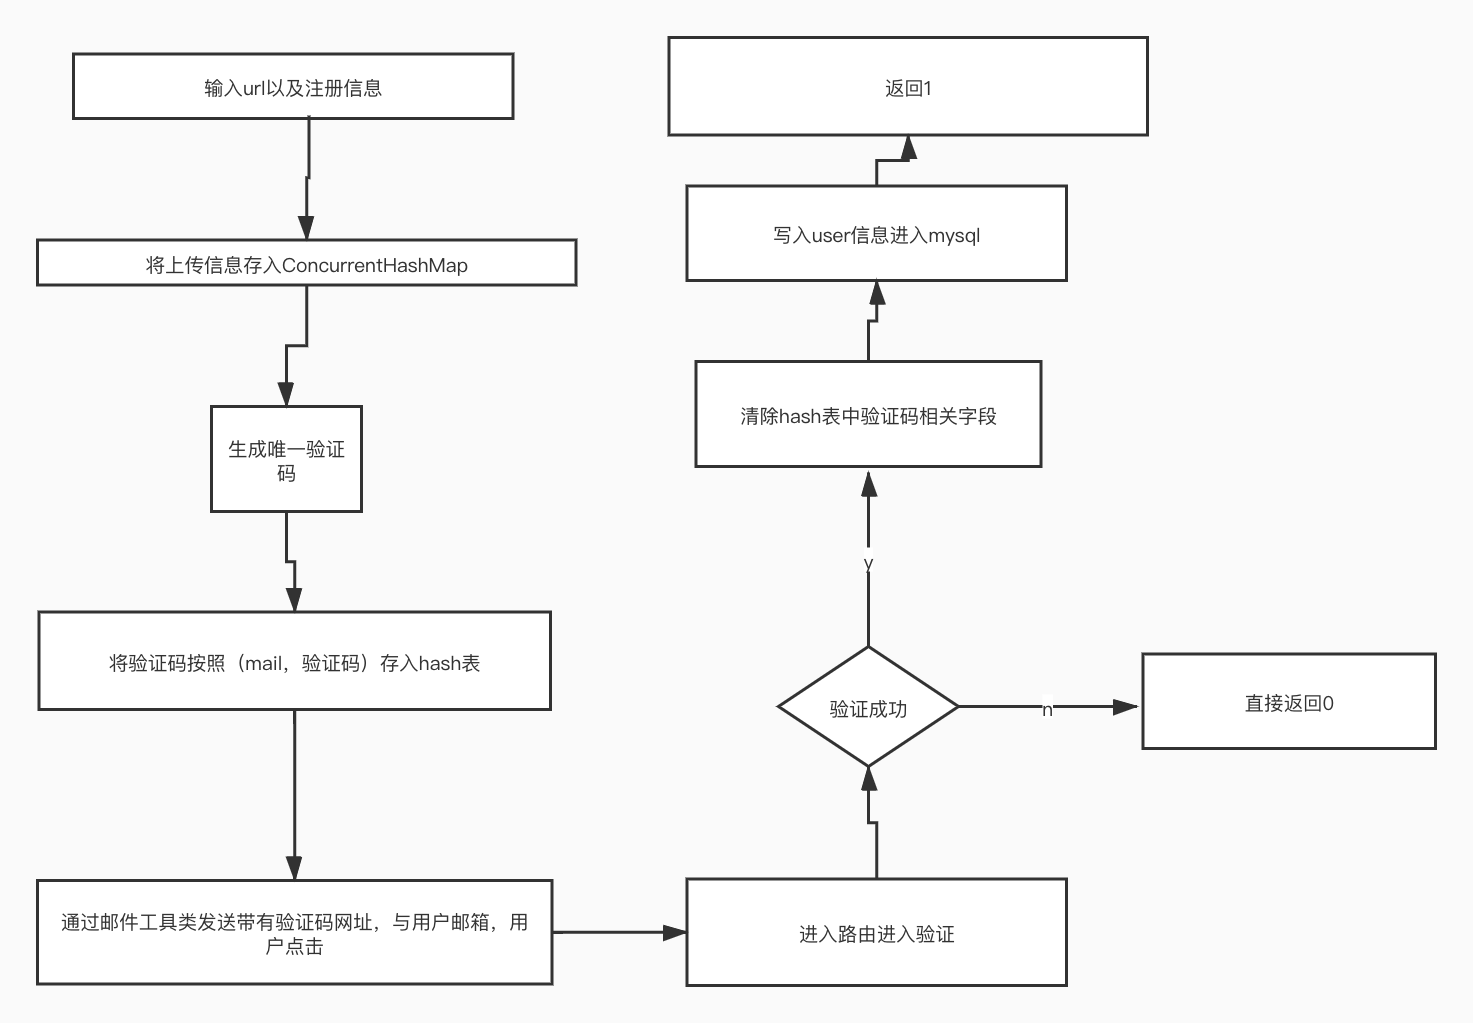 输入url以及注册信息
将上传信息存入ConcurrentHashMap
生成唯一验证
码
将验证码按照（mail，验证码）存入hash表
通过邮件工具类发送带有验证码网址，与用户邮箱，用
户点击
进入路由进入验证
验证成功
n
直接返回0
y
清除hash表中验证码相关字段
写入user信息进入mysql
返回1